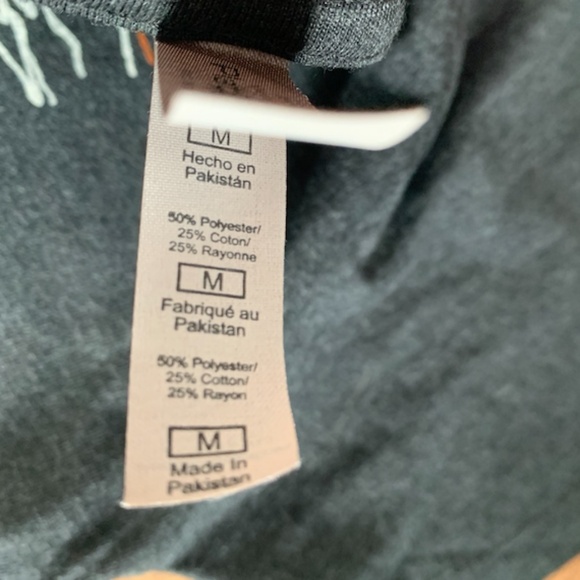 M
Hecho en
Pakistán
50% Polyester/
25% Coton/
25% Rayonne
M
Fabriqué au
Pakistan
50% Polyester/
25% Cotton/
25% Rayon
M
Made In
Pakistan